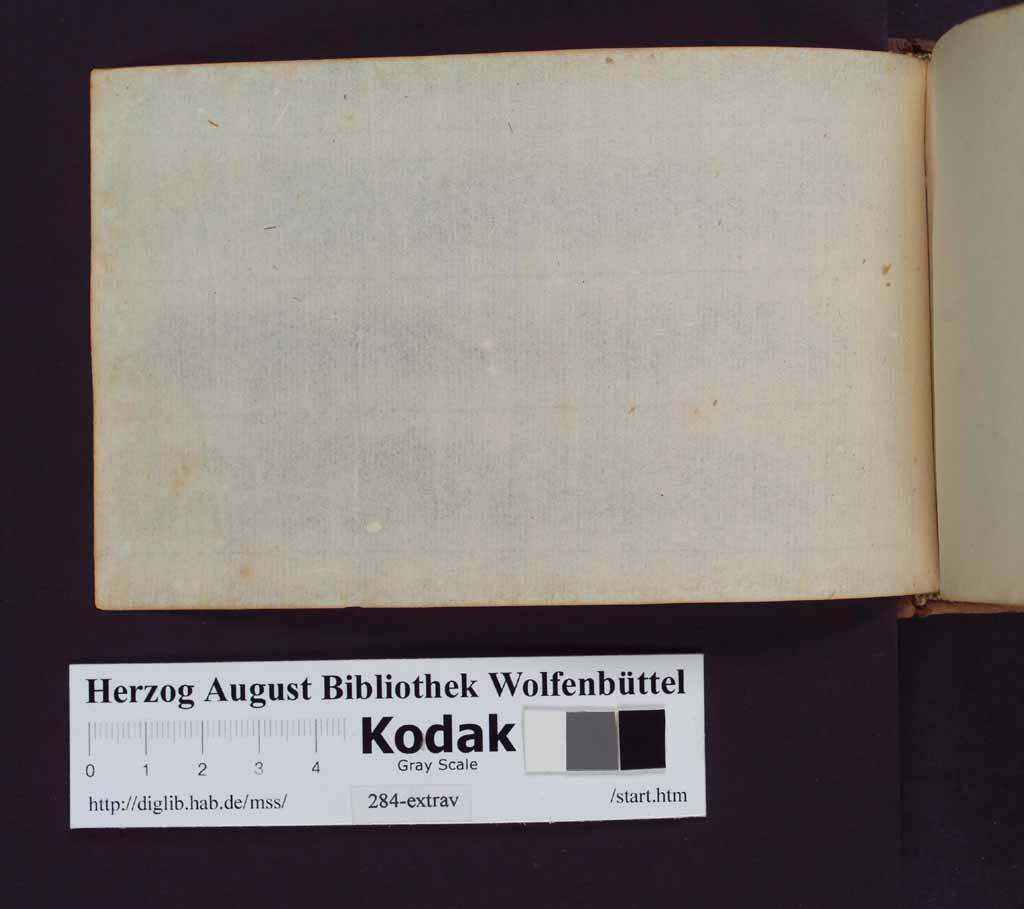 Herzog August Bibliothek Wolfenbüttel
0 1 2 3 4
Kodak
Gray Scale
http://diglib.hab.de/mss/ 284-extrav /start.htm